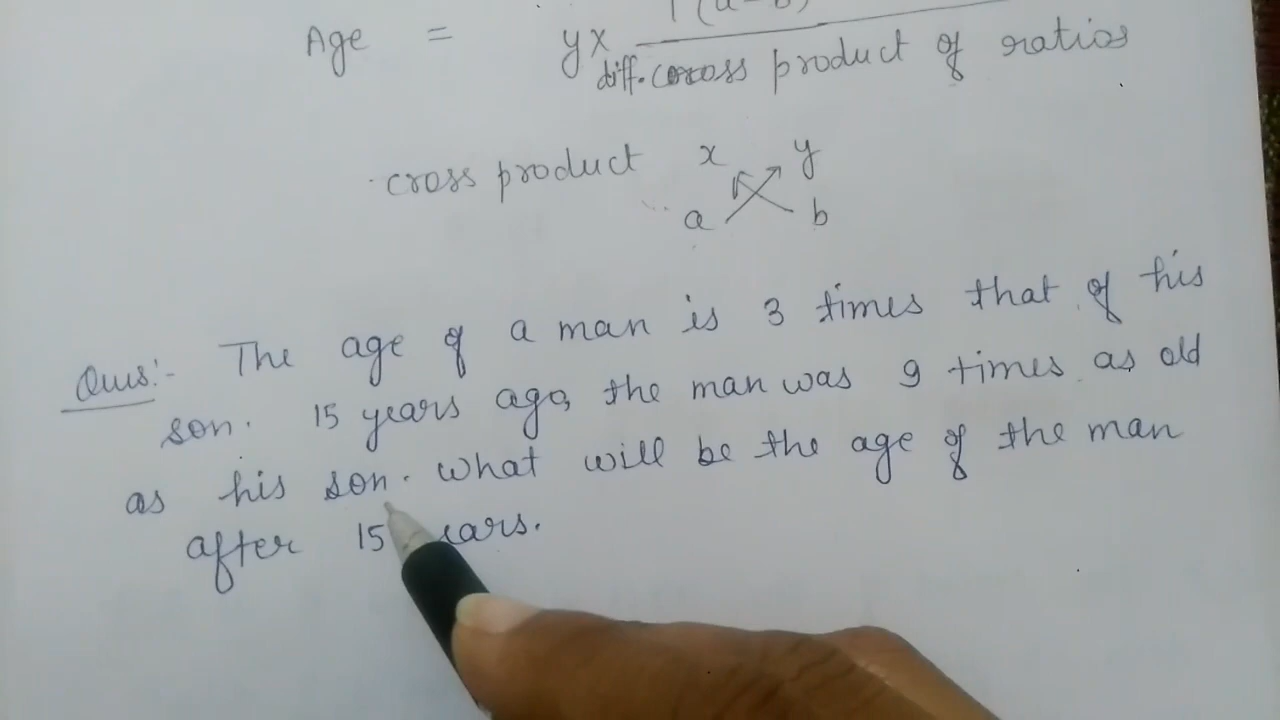 Age = yx T(a-b)
diff. cross product of ratios
cross product x y
a b
Ques:- The age of a man is 3 times that of his
son. 15 years ago, the man was 9 times as old
as his son. what will be the age of the man
after 15 ears.